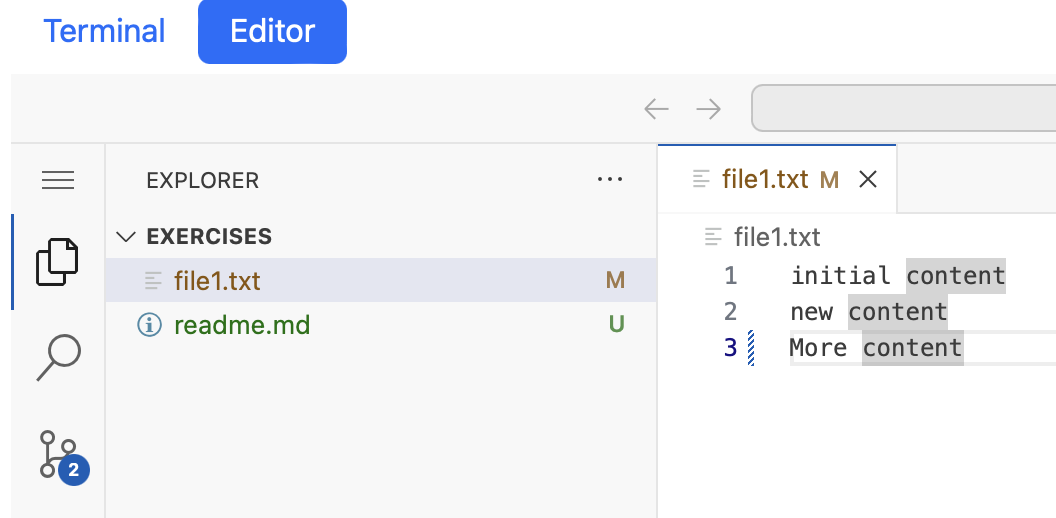 Terminal Editor
EXPLORER ...
EXERCISES
file1.txt M
readme.md U
2
file1.txt M
file1.txt
1 initial content
2 new content
3 More content